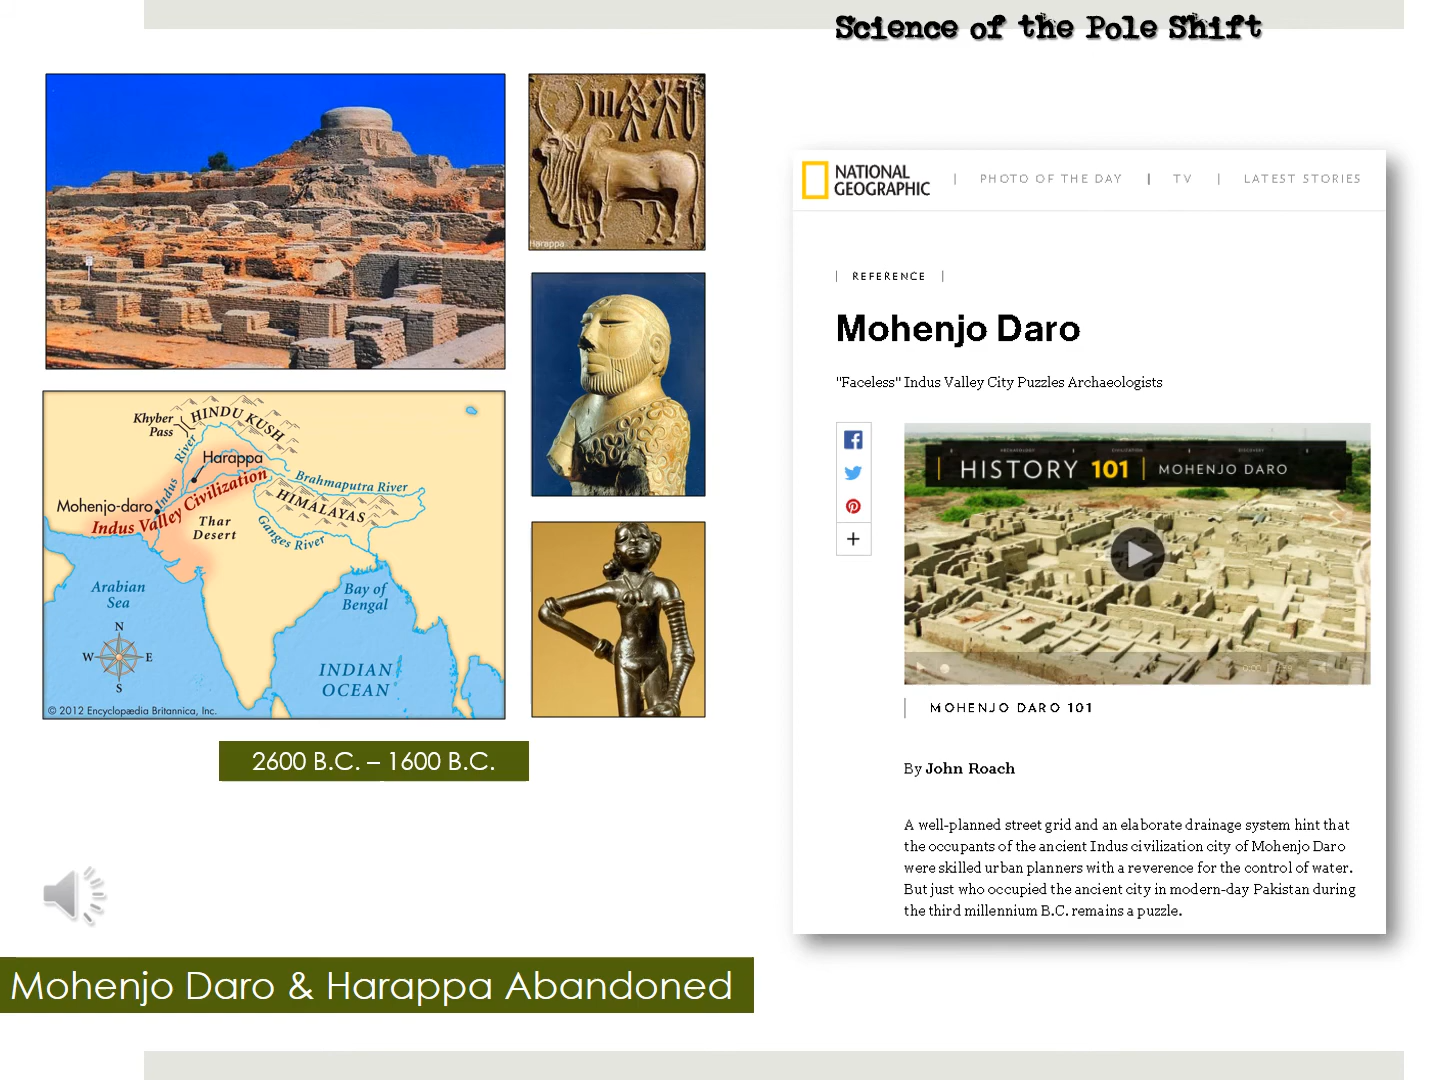 Science of the Pole Shift
Harappa
Khyber
Pass
HINDU KUSH
Indus River
Harappa
Mohenjo-daro
Indus Valley Civilization
Brahmaputra River
HIMALAYAS
Thar
Desert
Ganges River
Arabian
Sea
Bay of
Bengal
N
W E
S
INDIAN
OCEAN
© 2012 Encyclopædia Britannica, Inc.
2600 B.C. – 1600 B.C.
Mohenjo Daro & Harappa Abandoned
NATIONAL
GEOGRAPHIC
| PHOTO OF THE DAY | TV | LATEST STORIES
| REFERENCE |
Mohenjo Daro
"Faceless" Indus Valley City Puzzles Archaeologists
| HISTORY 101 | MOHENJO DARO
MOHENJO DARO 101
By John Roach
A well-planned street grid and an elaborate drainage system hint that
the occupants of the ancient Indus civilization city of Mohenjo Daro
were skilled urban planners with a reverence for the control of water.
But just who occupied the ancient city in modern-day Pakistan during
the third millennium B.C. remains a puzzle.